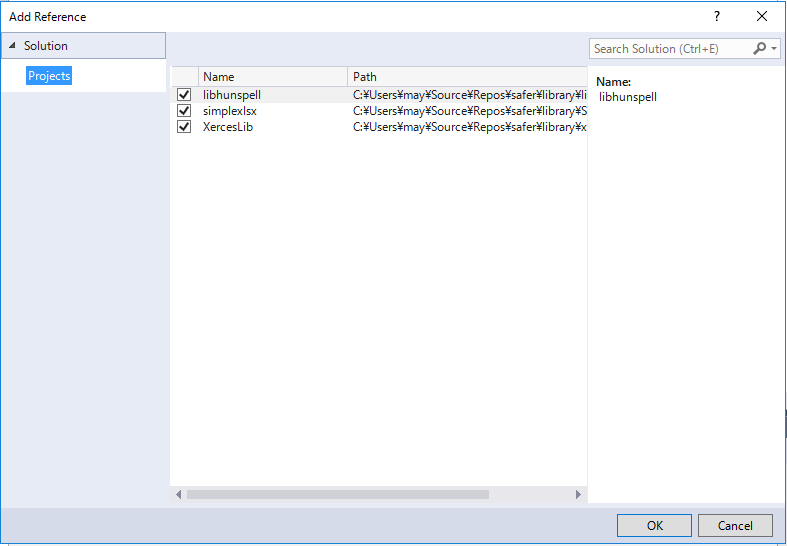 Add Reference
?
Solution
Search Solution (Ctrl+E)
Projects
Name Path
libhunspell C:¥Users¥may¥Source¥Repos¥safer¥library¥li
simplexlsx C:¥Users¥may¥Source¥Repos¥safer¥library¥S
XercesLib C:¥Users¥may¥Source¥Repos¥safer¥library¥x
Name:
libhunspell
OK Cancel